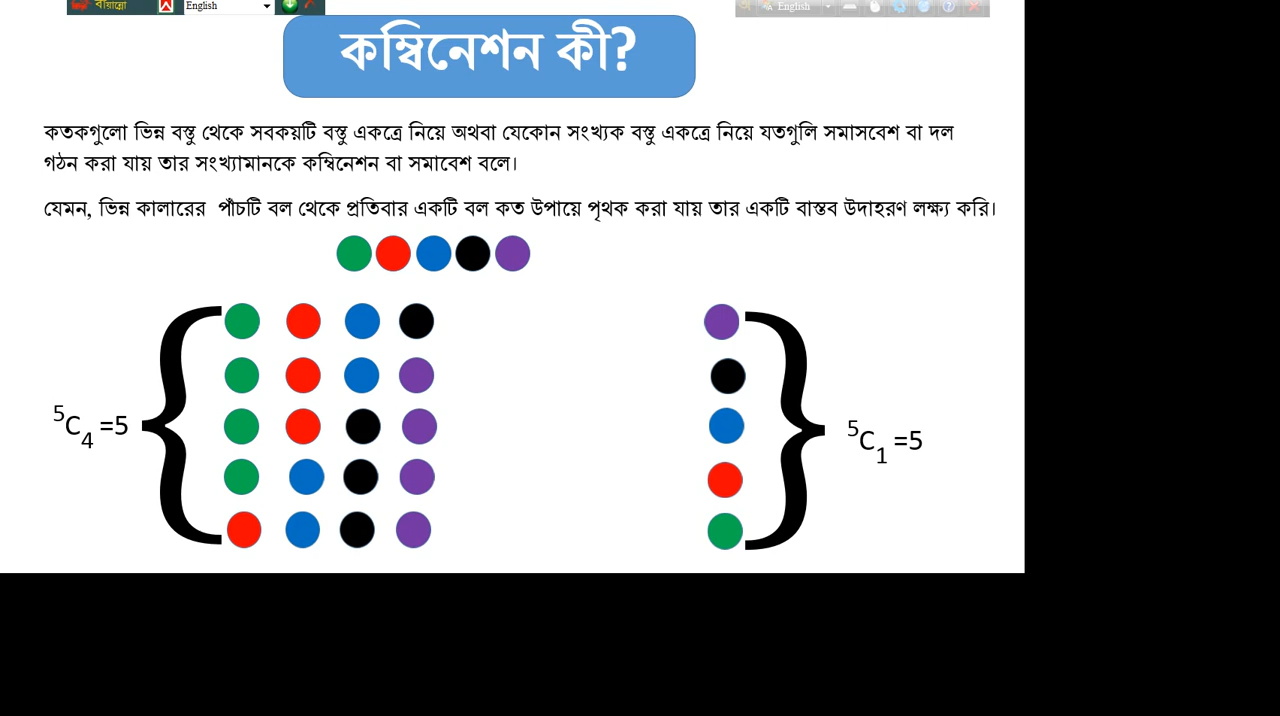 বায়ান্নো English English
কম্বিনেশন কী?
কতকগুলো ভিন্ন বস্তু থেকে সবকয়টি বস্তু একত্রে নিয়ে অথবা যেকোন সংখ্যক বস্তু একত্রে নিয়ে যতগুলি সমাসবেশ বা দল
গঠন করা যায় তার সংখ্যামানকে কম্বিনেশন বা সমাবেশ বলে।
যেমন, ভিন্ন কালারের পাঁচটি বল থেকে প্রতিবার একটি বল কত উপায়ে পৃথক করা যায় তার একটি বাস্তব উদাহরণ লক্ষ্য করি।
⁵C₄ =5
⁵C₁ =5